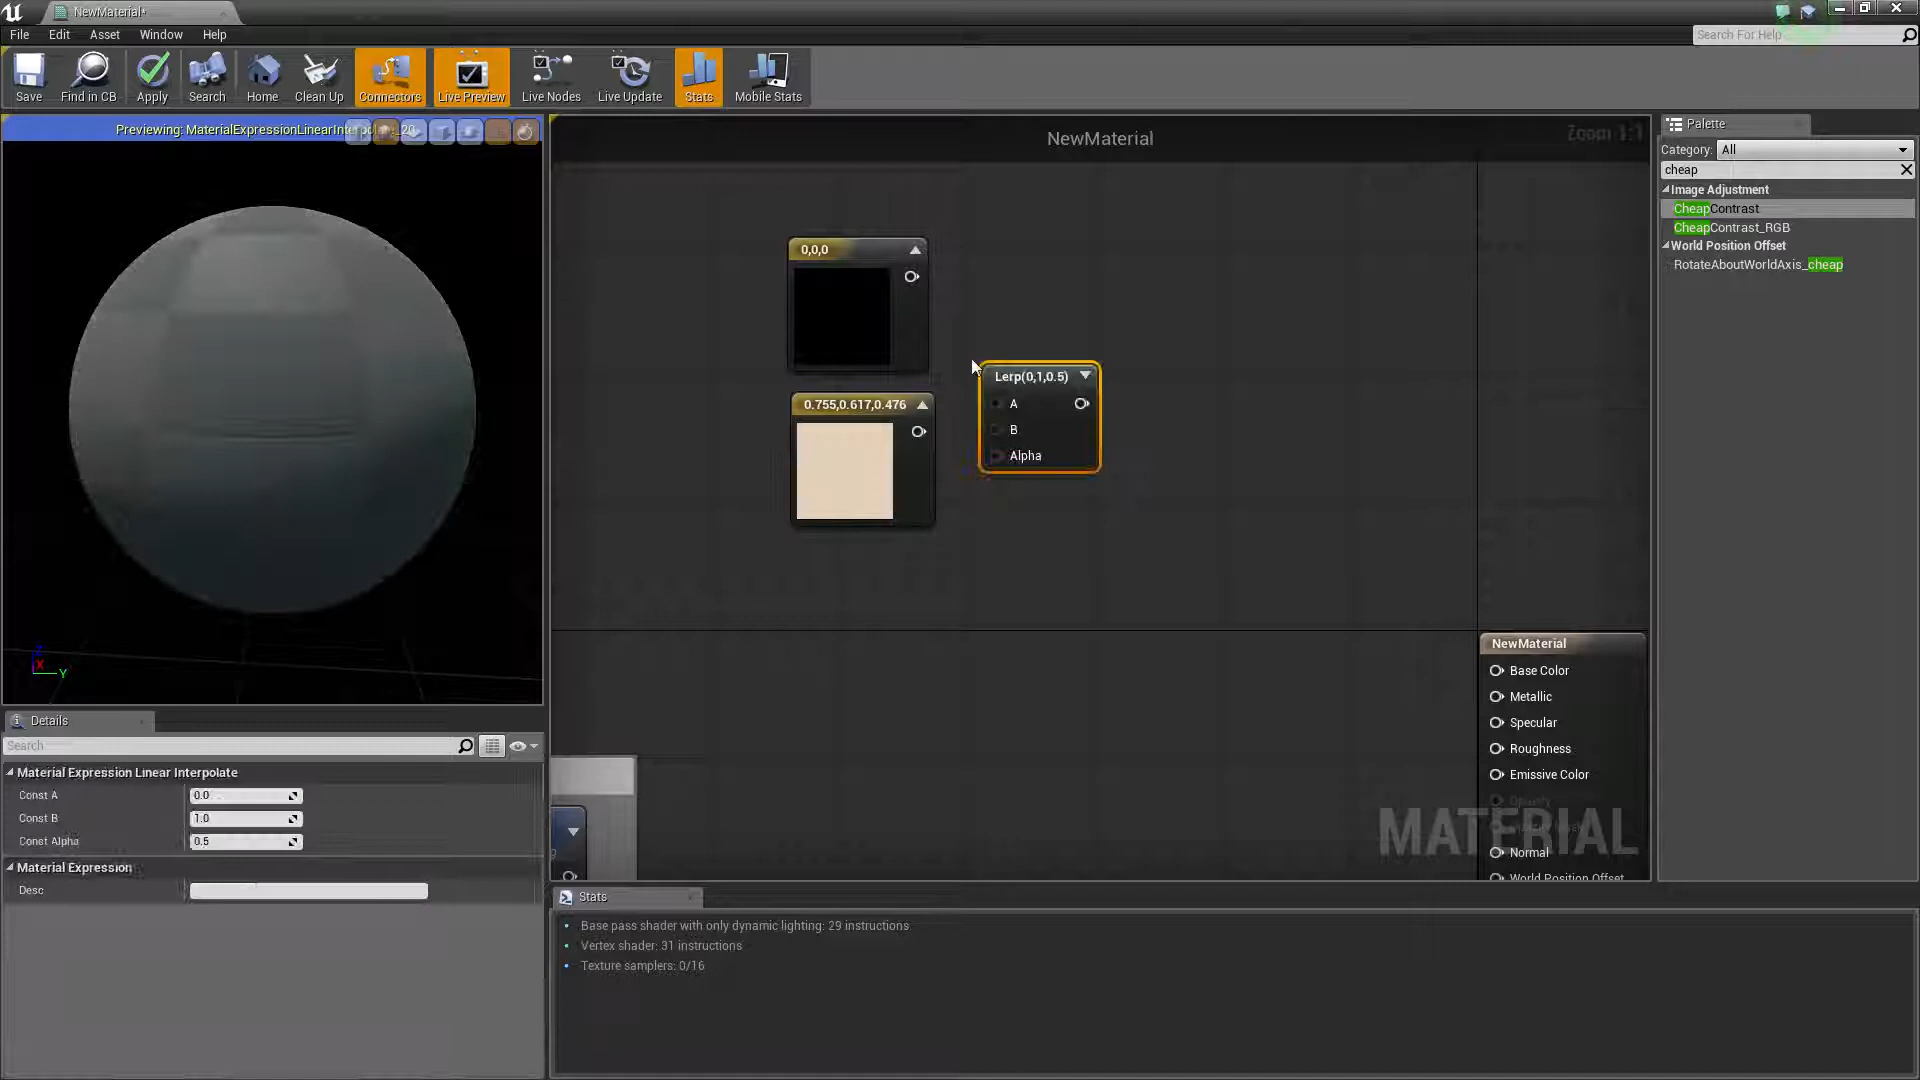 NewMaterial*
File Edit Asset Window Help
Search For Help
Save Find in CB Apply Search Home Clean Up Connectors Live Preview Live Nodes Live Update Stats Mobile Stats
Previewing: MaterialExpressionLinearInterpolate_20
NewMaterial
Zoom 1:1
Palette
Category: All
cheap
Image Adjustment
CheapContrast
CheapContrast_RGB
World Position Offset
RotateAboutWorldAxis_cheap
0,0,0
0.755,0.617,0.476
Lerp(0,1,0.5)
A
B
Alpha
NewMaterial
Base Color
Metallic
Specular
Roughness
Emissive Color
Opacity
Normal
World Position Offset
MATERIAL
Z
X
Y
Details
Search
Material Expression Linear Interpolate
Const A 0.0
Const B 1.0
Const Alpha 0.5
Material Expression
Desc
Stats
Base pass shader with only dynamic lighting: 29 instructions
Vertex shader: 31 instructions
Texture samplers: 0/16